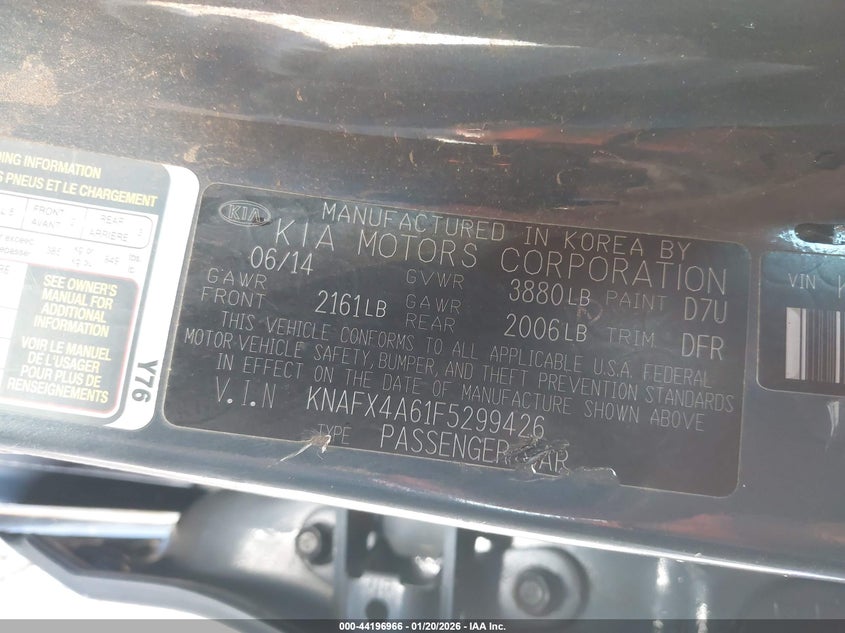 DING INFORMATION
S PNEUS ET LE CHARGEMENT
FRONT
AVANT 2
REAR
ARRIÈRE 3
SEE OWNER'S
MANUAL FOR
ADDITIONAL
INFORMATION
VOIR LE MANUEL
DE L'USAGER
POUR PLUS DE
RENSEIGNEMENTS
Y76
KIA
MANUFACTURED IN KOREA BY
KIA MOTORS CORPORATION
06/14 GVWR 3880LB PAINT D7U
GAWR FRONT 2161LB GAWR REAR 2006LB TRIM DFR
THIS VEHICLE CONFORMS TO ALL APPLICABLE U.S.A. FEDERAL
MOTOR-VEHICLE SAFETY, BUMPER, AND THEFT PREVENTION STANDARDS
IN EFFECT ON THE DATE OF MANUFACTURE SHOWN ABOVE
V.I.N KNAFX4A61F5299426
TYPE PASSENGER CAR
VIN K
000-44196966 — 01/20/2026 — IAA Inc.